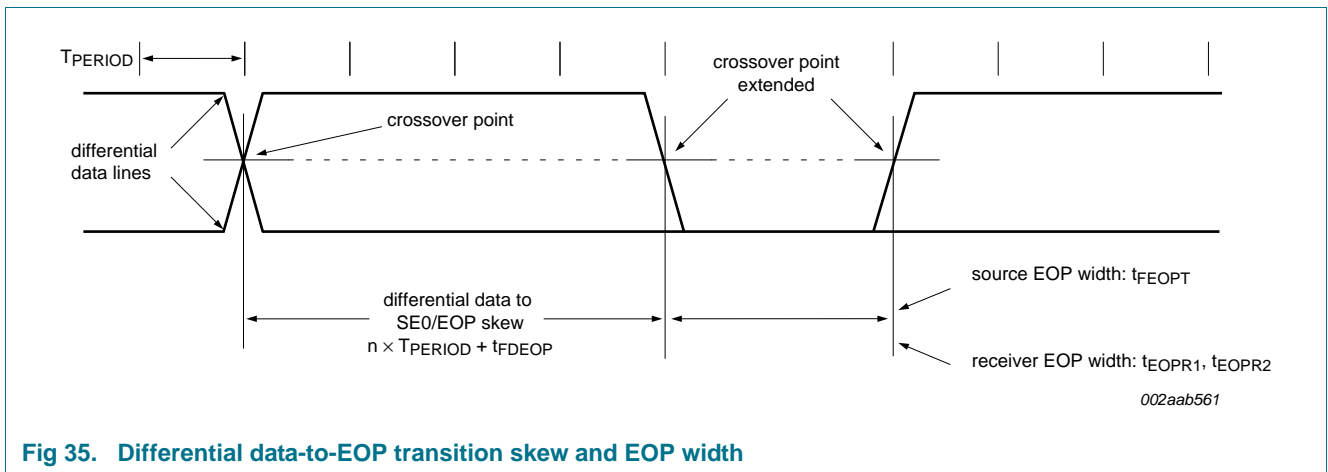 TPERIOD
crossover point
extended
crossover point
differential
data lines
source EOP width: tFEOPT
differential data to
SE0/EOP skew
n × TPERIOD + tFDEOP
receiver EOP width: tEOPR1, tEOPR2
002aab561
Fig 35. Differential data-to-EOP transition skew and EOP width